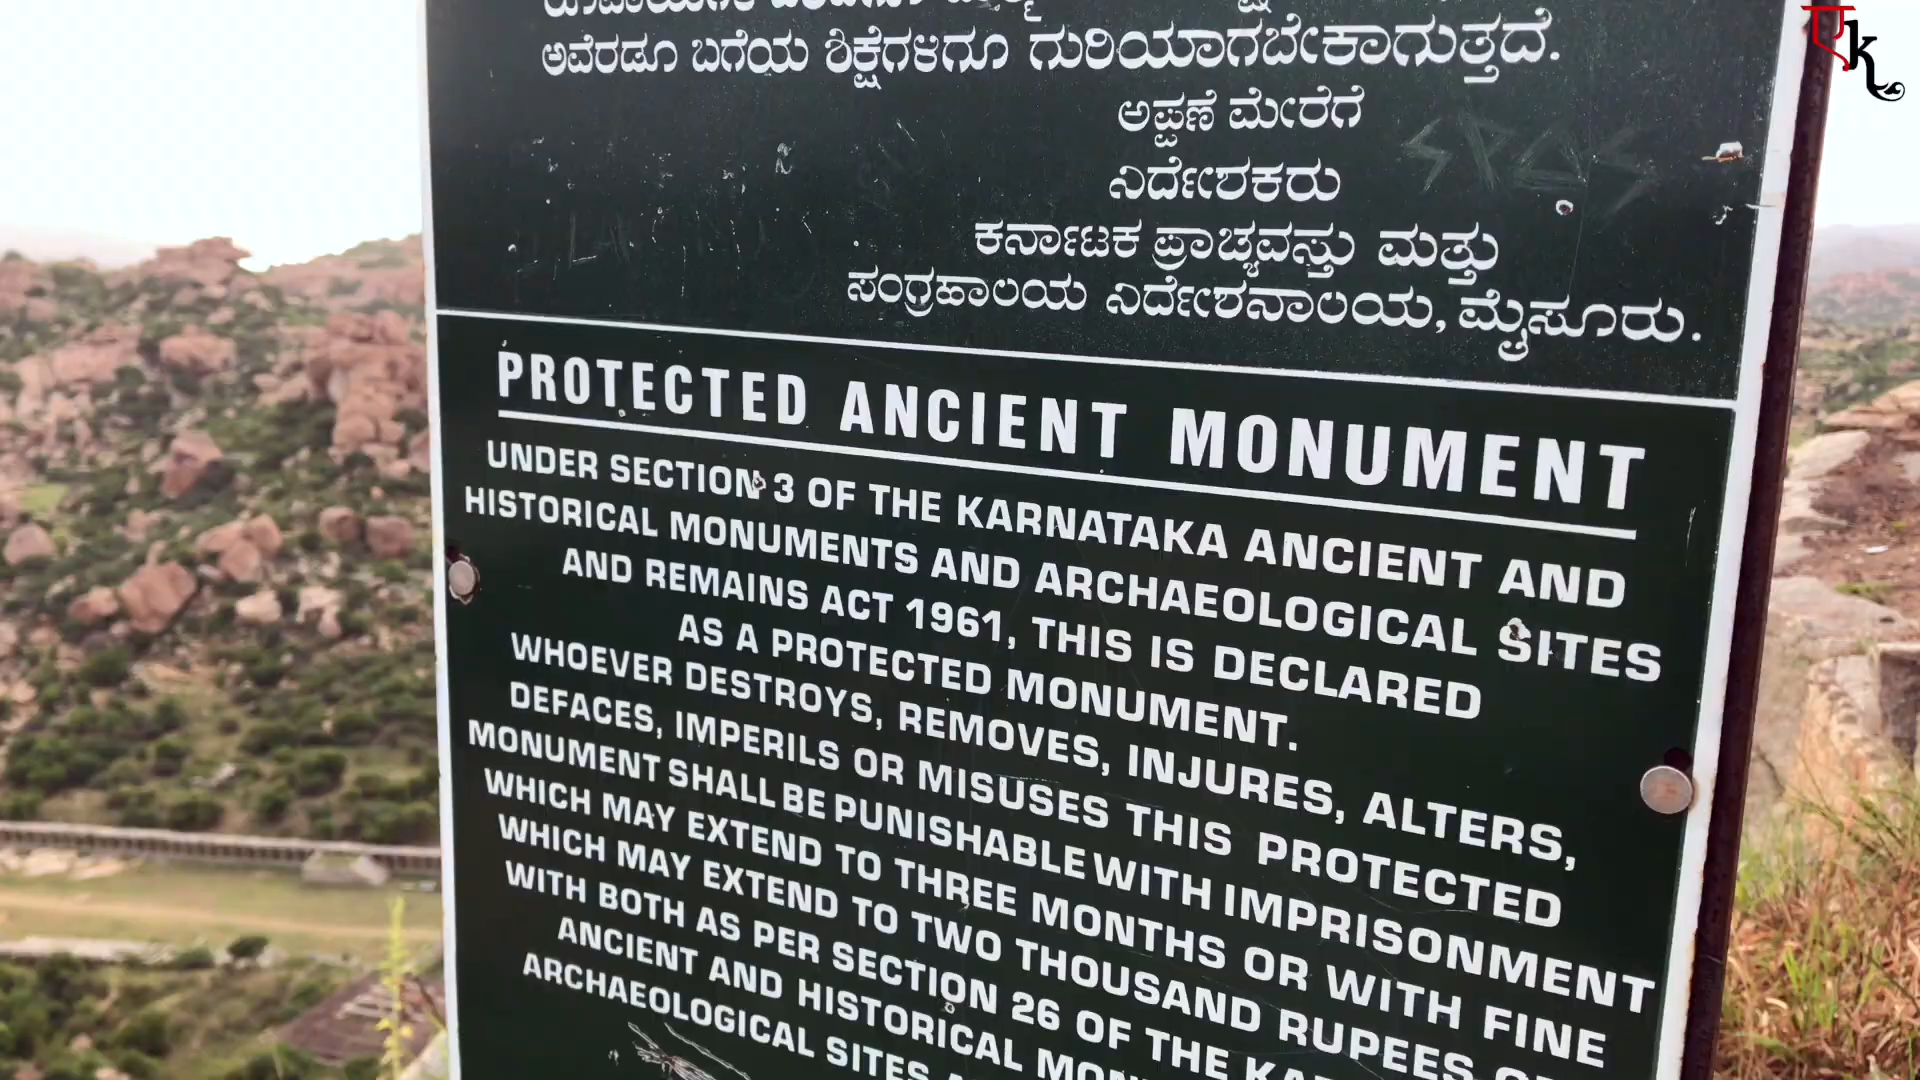 ಅವೆರಡೂ ಬಗೆಯ ಶಿಕ್ಷೆಗಳಿಗೂ ಗುರಿಯಾಗಬೇಕಾಗುತ್ತದೆ.
ಅಪ್ಪಣೆ ಮೇರೆಗೆ
ನಿರ್ದೇಶಕರು
ಕರ್ನಾಟಕ ಪ್ರಾಚ್ಯವಸ್ತು ಮತ್ತು
ಸಂಗ್ರಹಾಲಯ ನಿರ್ದೇಶನಾಲಯ, ಮೈಸೂರು.
PROTECTED ANCIENT MONUMENT
UNDER SECTION 3 OF THE KARNATAKA ANCIENT AND
HISTORICAL MONUMENTS AND ARCHAEOLOGICAL SITES
AND REMAINS ACT 1961, THIS IS DECLARED
AS A PROTECTED MONUMENT.
WHOEVER DESTROYS, REMOVES, INJURES, ALTERS,
DEFACES, IMPERILS OR MISUSES THIS PROTECTED
MONUMENT SHALL BE PUNISHABLE WITH IMPRISONMENT
WHICH MAY EXTEND TO THREE MONTHS OR WITH FINE
WHICH MAY EXTEND TO TWO THOUSAND RUPEES
WITH BOTH AS PER SECTION 26 OF THE
ANCIENT AND HISTORICAL
ARCHAEOLOGICAL SITES